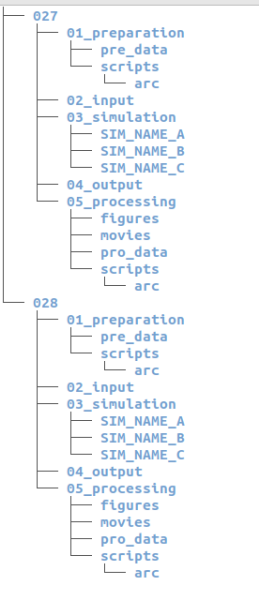 027
01_preparation
pre_data
scripts
arc
02_input
03_simulation
SIM_NAME_A
SIM_NAME_B
SIM_NAME_C
04_output
05_processing
figures
movies
pro_data
scripts
arc
028
01_preparation
pre_data
scripts
arc
02_input
03_simulation
SIM_NAME_A
SIM_NAME_B
SIM_NAME_C
04_output
05_processing
figures
movies
pro_data
scripts
arc